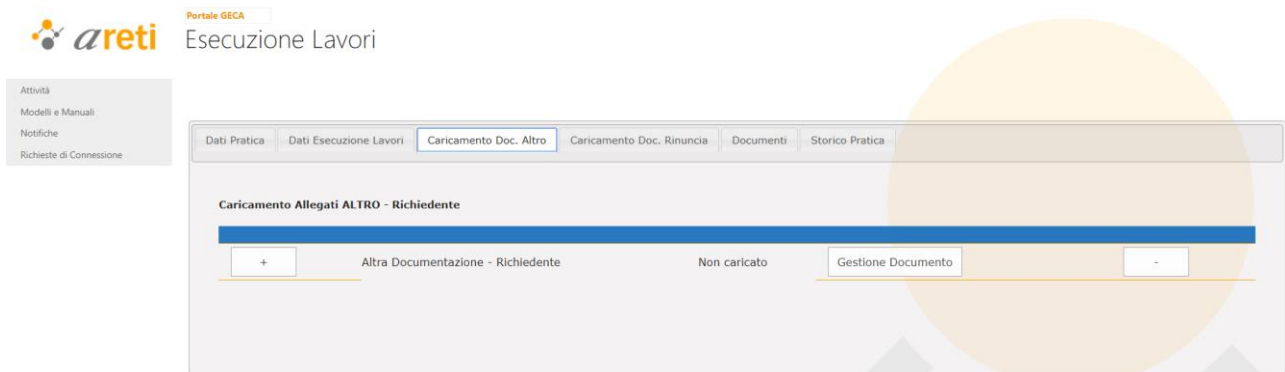 Portale GECA
areti
Esecuzione Lavori
Attività
Modelli e Manuali
Notifiche
Richieste di Connessione
Dati Pratica Dati Esecuzione Lavori Caricamento Doc. Altro Caricamento Doc. Rinuncia Documenti Storico Pratica
Caricamento Allegati ALTRO - Richiedente
+ Altra Documentazione - Richiedente Non caricato Gestione Documento -